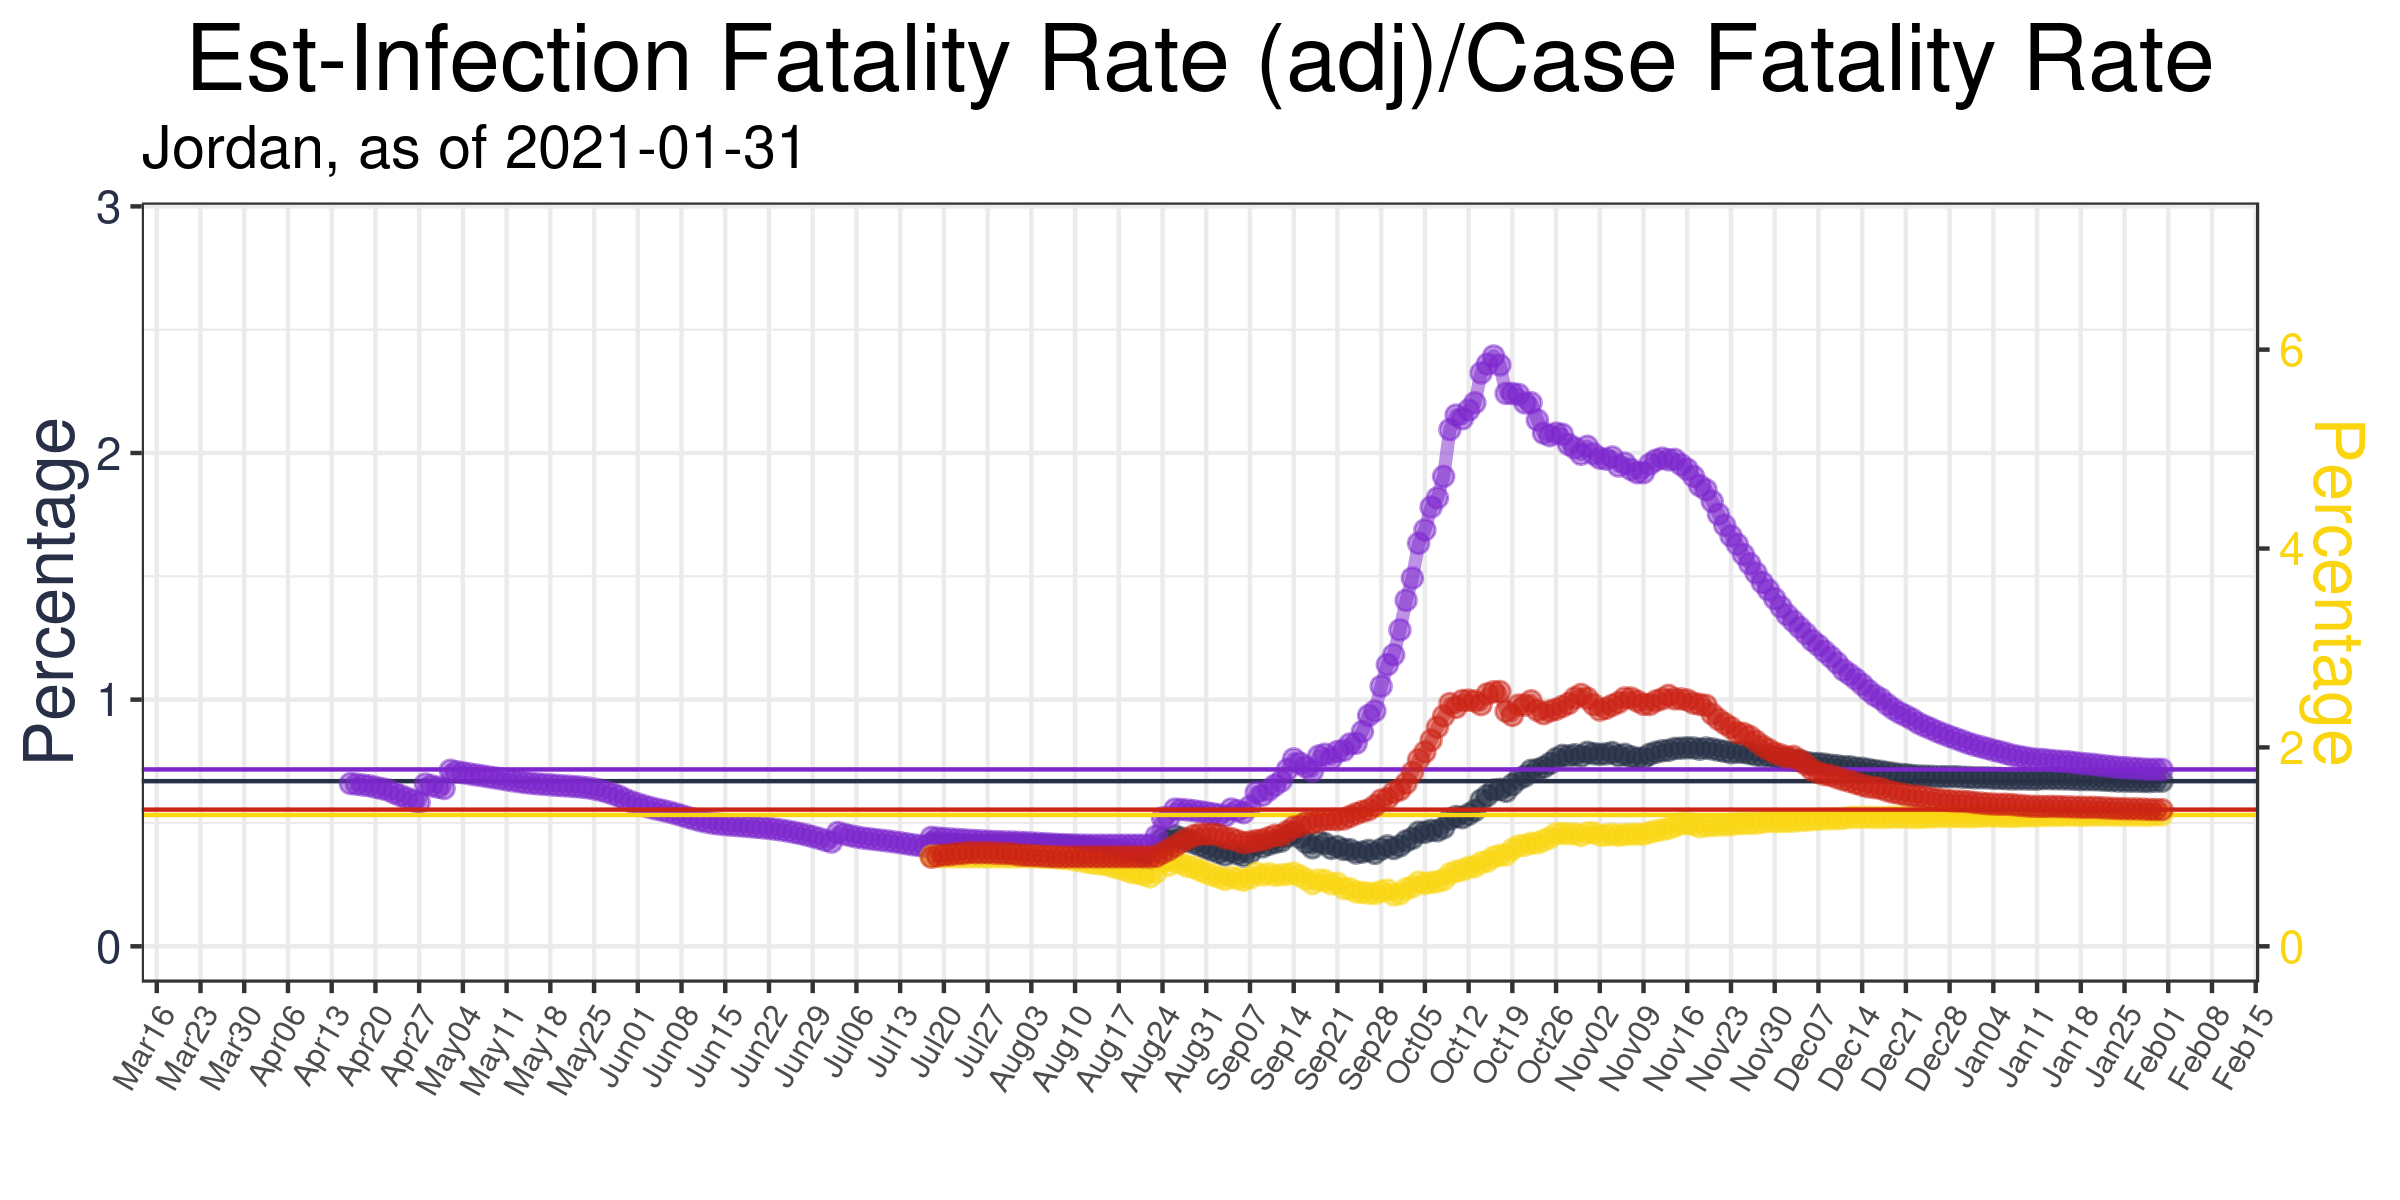 Est-Infection Fatality Rate (adj)/Case Fatality Rate
Jordan, as of 2021-01-31
3
2
1
0
Percentage
6
4
2
0
Percentage
Mar16
Mar23
Mar30
Apr06
Apr13
Apr20
Apr27
May04
May11
May18
May25
Jun01
Jun08
Jun15
Jun22
Jun29
Jul06
Jul13
Jul20
Jul27
Aug03
Aug10
Aug17
Aug24
Aug31
Sep07
Sep14
Sep21
Sep28
Oct05
Oct12
Oct19
Oct26
Nov02
Nov09
Nov16
Nov23
Nov30
Dec07
Dec14
Dec21
Dec28
Jan04
Jan11
Jan18
Jan25
Feb01
Feb08
Feb15